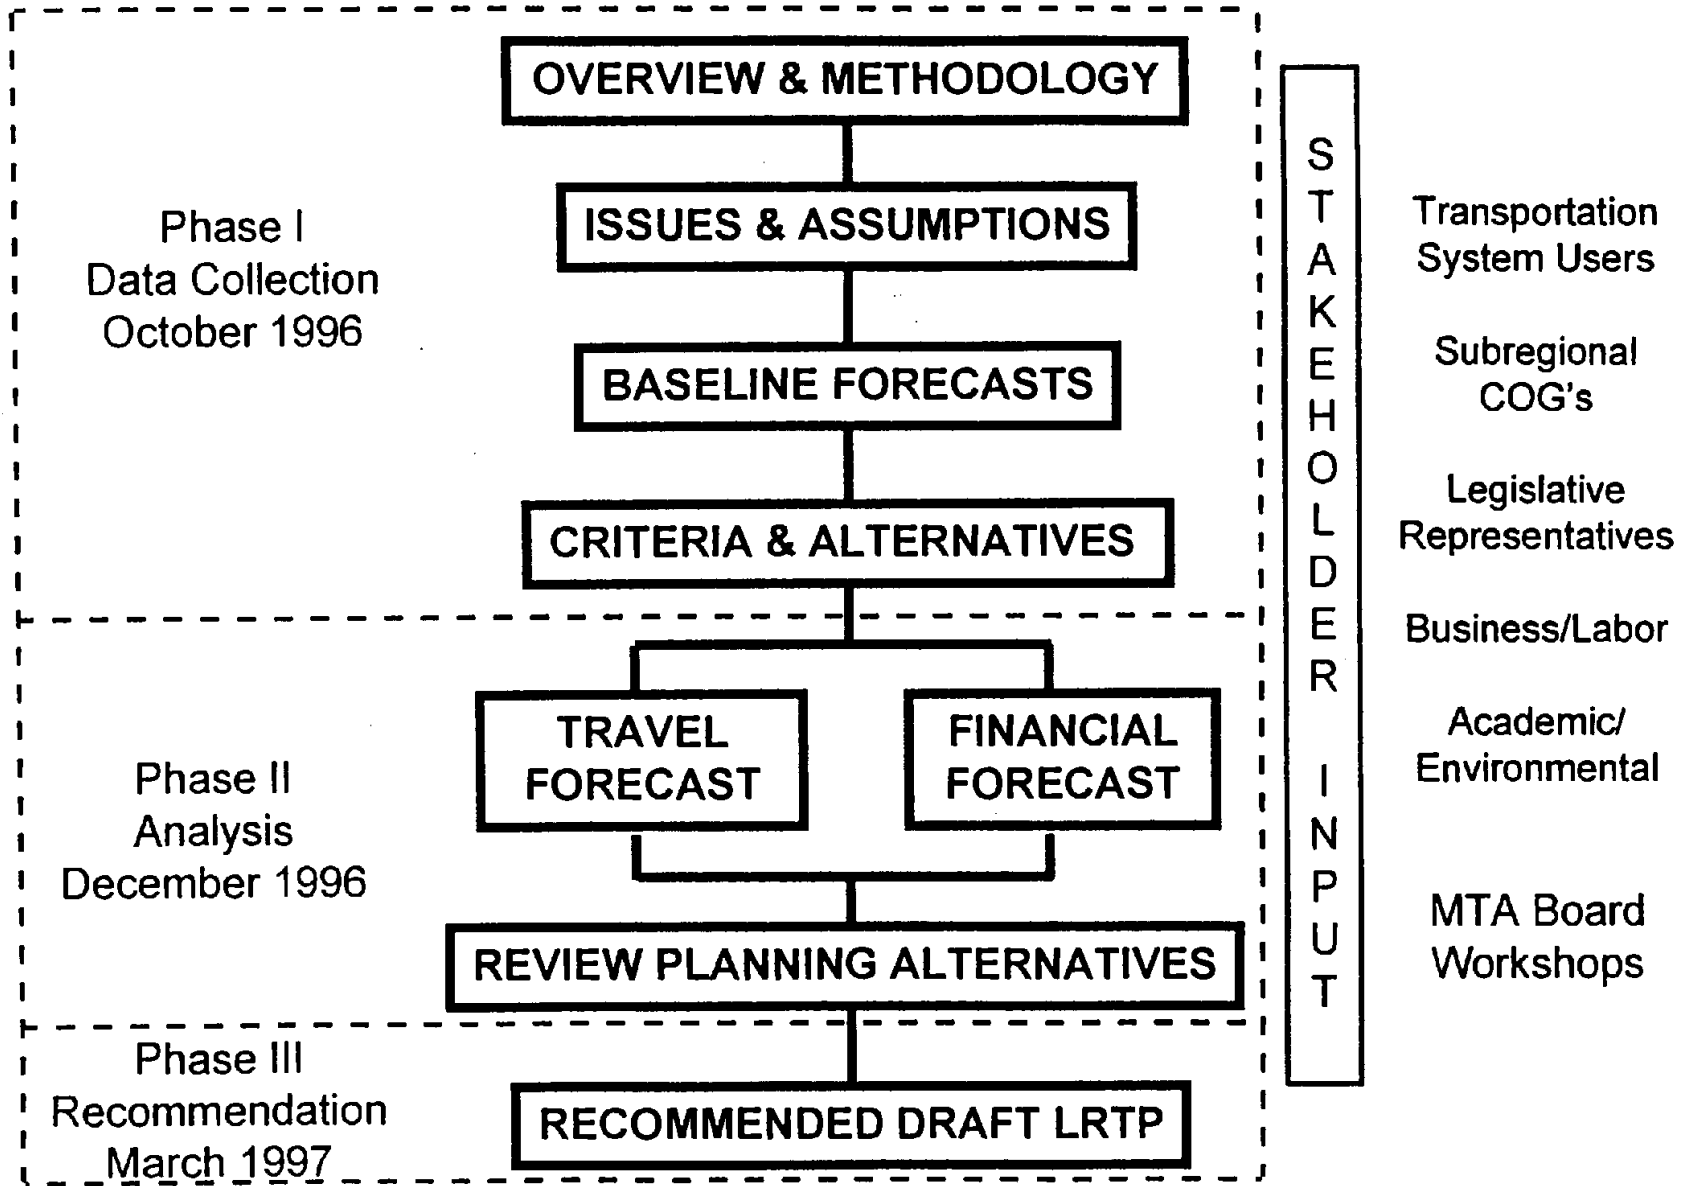 OVERVIEW & METHODOLOGY
ISSUES & ASSUMPTIONS
Phase I
Data Collection
October 1996
BASELINE FORECASTS
CRITERIA & ALTERNATIVES
TRAVEL
FORECAST
FINANCIAL
FORECAST
Phase II
Analysis
December 1996
REVIEW PLANNING ALTERNATIVES
Phase III
Recommendation
March 1997
RECOMMENDED DRAFT LRTP
STAKEHOLDER INPUT
Transportation
System Users
Subregional
COG's
Legislative
Representatives
Business/Labor
Academic/
Environmental
MTA Board
Workshops